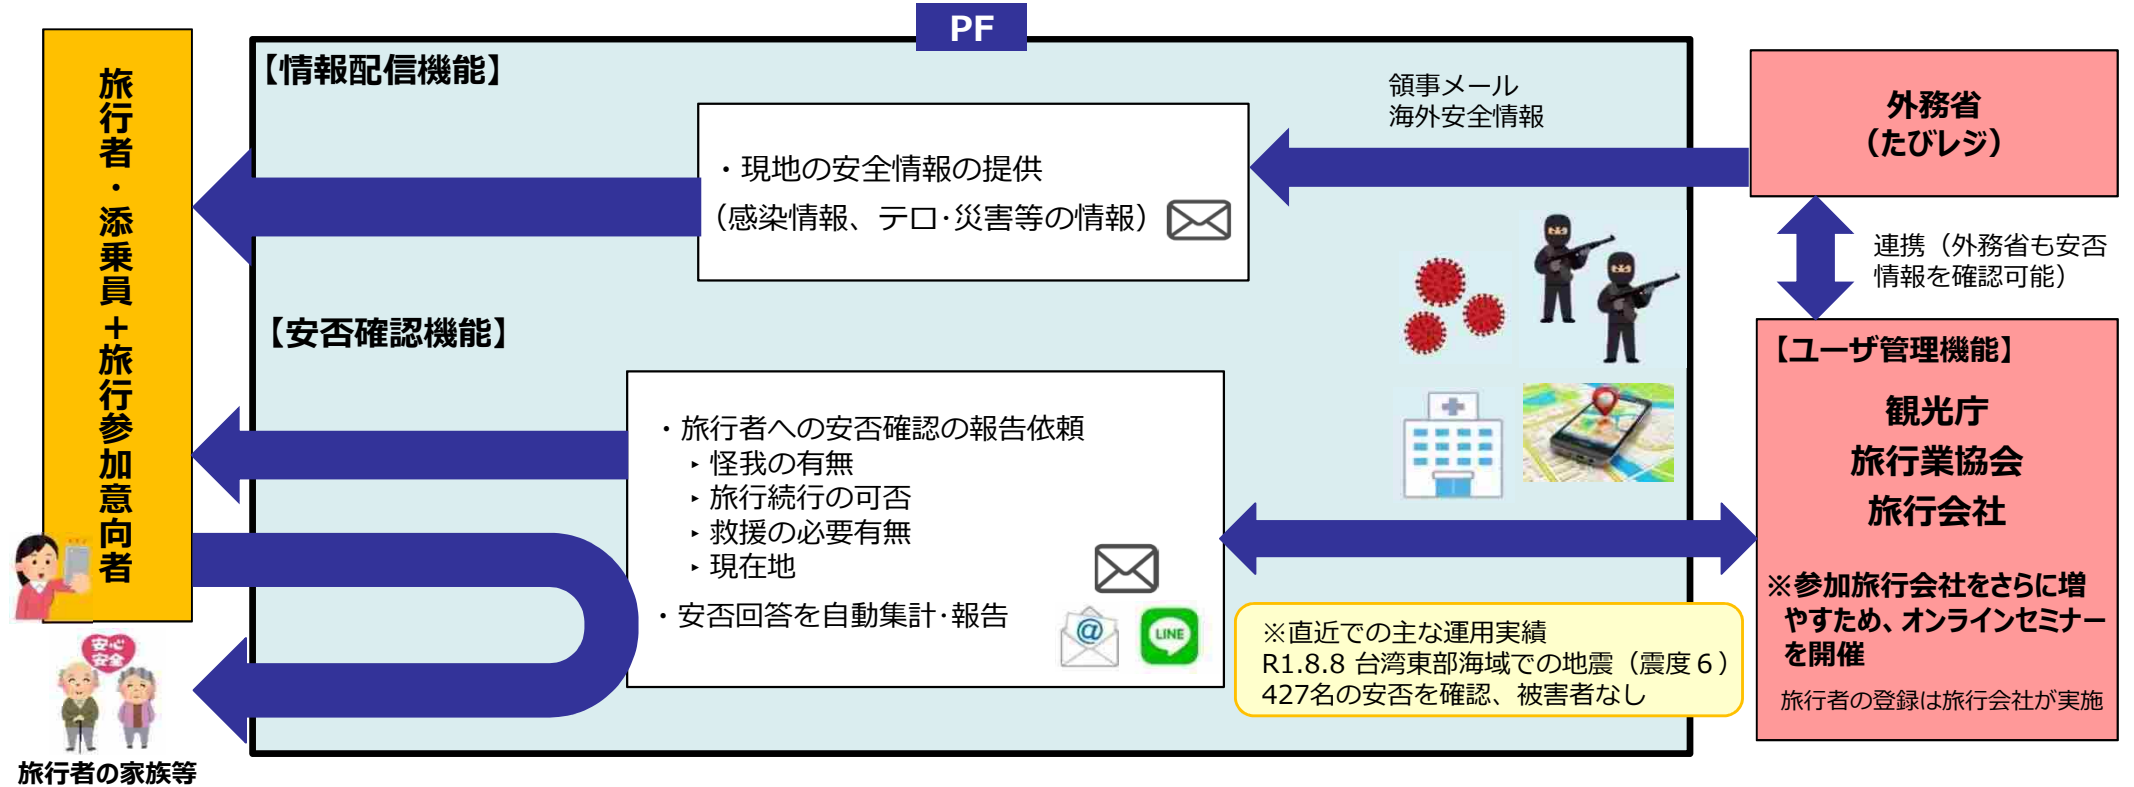 PF
旅行者・添乗員＋旅行参加意向者
【情報配信機能】
領事メール
海外安全情報
外務省
（たびレジ）
・現地の安全情報の提供
（感染情報、テロ･災害等の情報）
連携（外務省も安否
情報を確認可能）
【安否確認機能】
・旅行者への安否確認の報告依頼
‣ 怪我の有無
‣ 旅行続行の可否
‣ 救援の必要有無
‣ 現在地
・安否回答を自動集計･報告
@
LINE
【ユーザ管理機能】
観光庁
旅行業協会
旅行会社
※参加旅行会社をさらに増
やすため、オンラインセミナー
を開催
旅行者の登録は旅行会社が実施
※直近での主な運用実績
R1.8.8 台湾東部海域での地震（震度６）
427名の安否を確認、被害者なし
安心
安全
旅行者の家族等